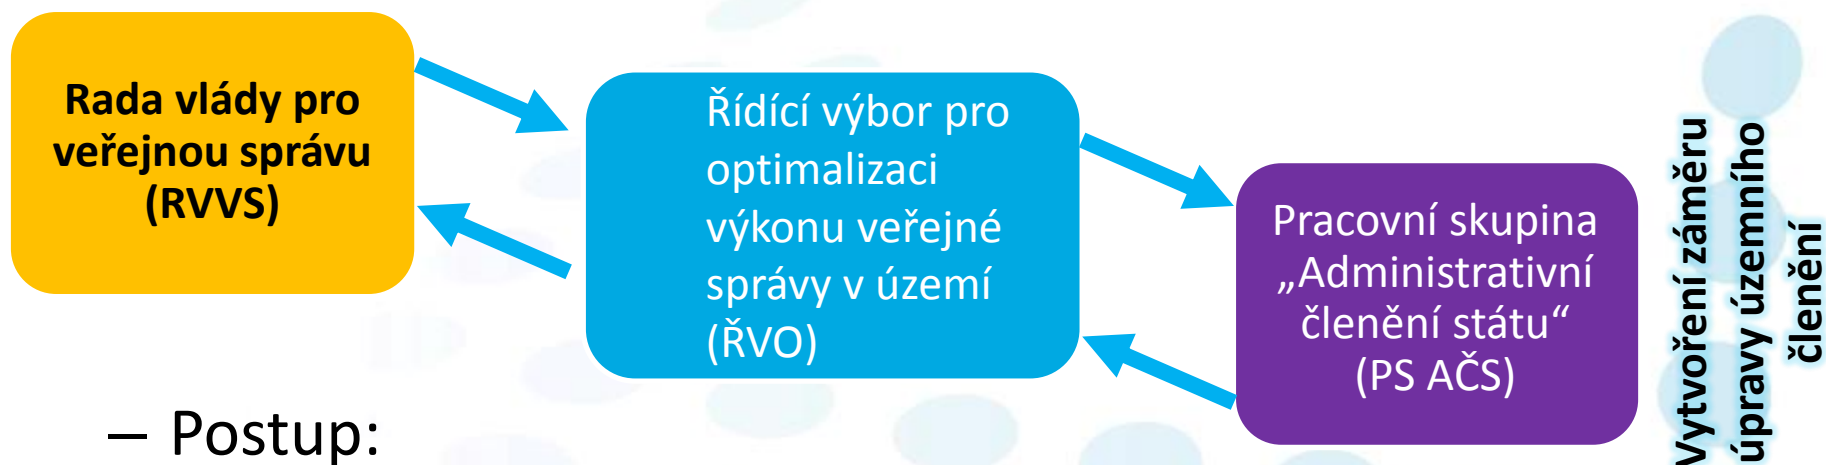 Rada vlády pro
veřejnou správu
(RVVS)
Řídící výbor pro
optimalizaci
výkonu veřejné
správy v území
(ŘVO)
Pracovní skupina
„Administrativní
členění státu“
(PS AČS)
Vytvoření záměru
úpravy územního
členění
– Postup: